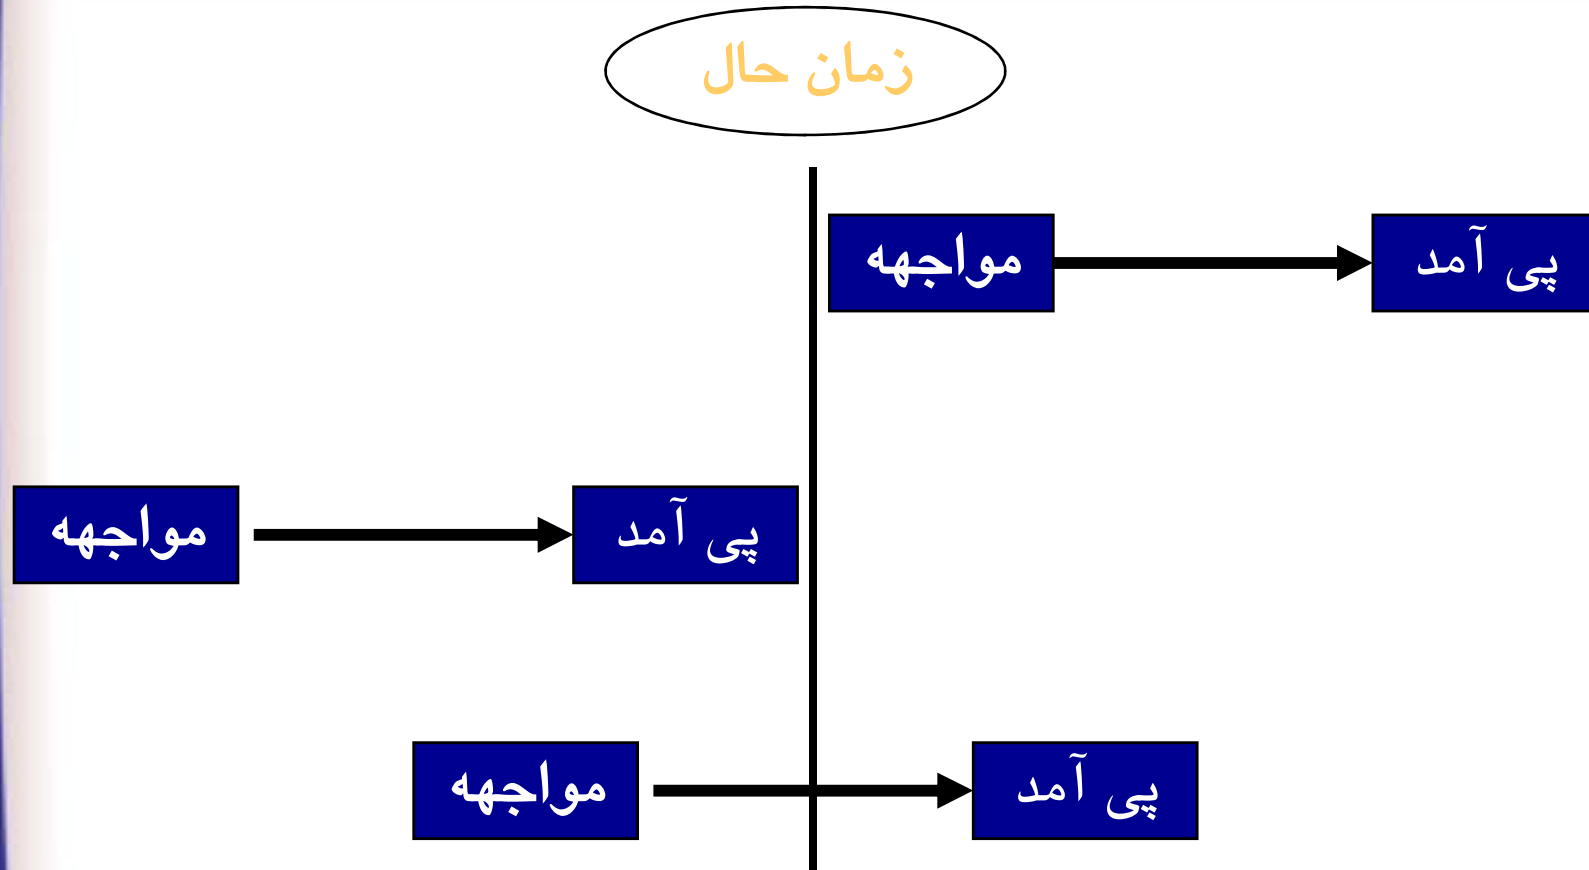 زمان حال
مواجهه
پی آمد
مواجهه
پی آمد
مواجهه
پی آمد